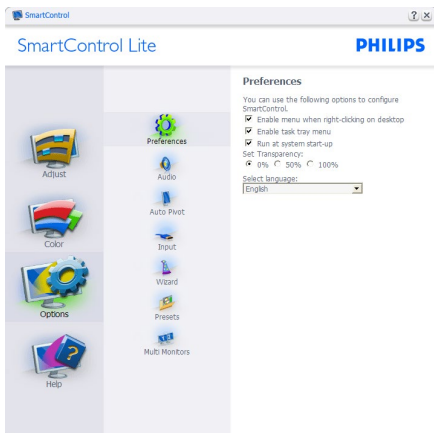 SmartControl
SmartControl Lite
PHILIPS
Adjust
Color
Options
Help
Preferences
Audio
Auto Pivot
Input
Wizard
Presets
Multi Monitors
Preferences
You can use the following options to configure
SmartControl.
Enable menu when right-clicking on desktop
Enable task tray menu
Run at system start-up
Set Transparency:
0% 50% 100%
Select language:
English